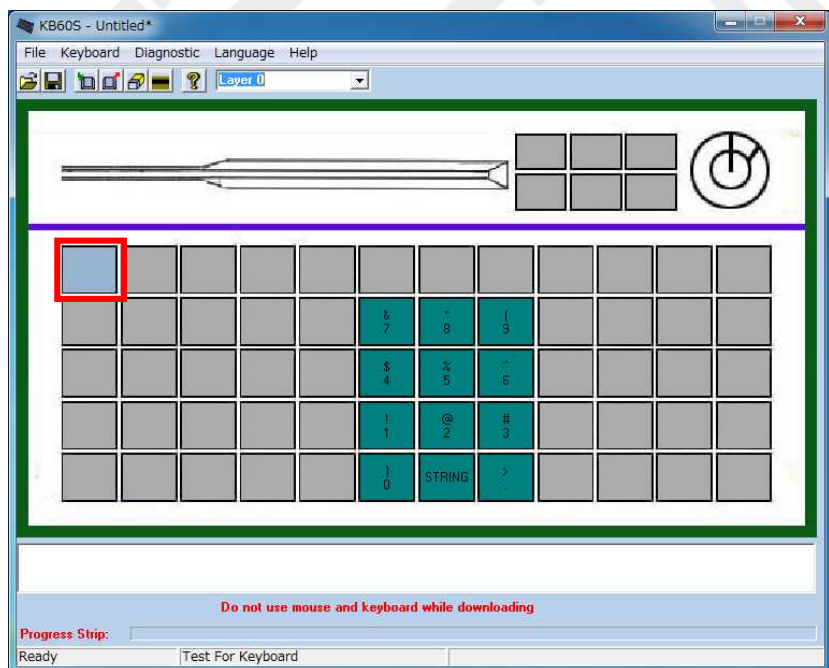 KB60S - Untitled*
File Keyboard Diagnostic Language Help
Layer 0
& * (
7 8 9
$ % ^
4 5 6
! @ #
1 2 3
) STRING >
0 .
Do not use mouse and keyboard while downloading
Progress Strip:
Ready Test For Keyboard